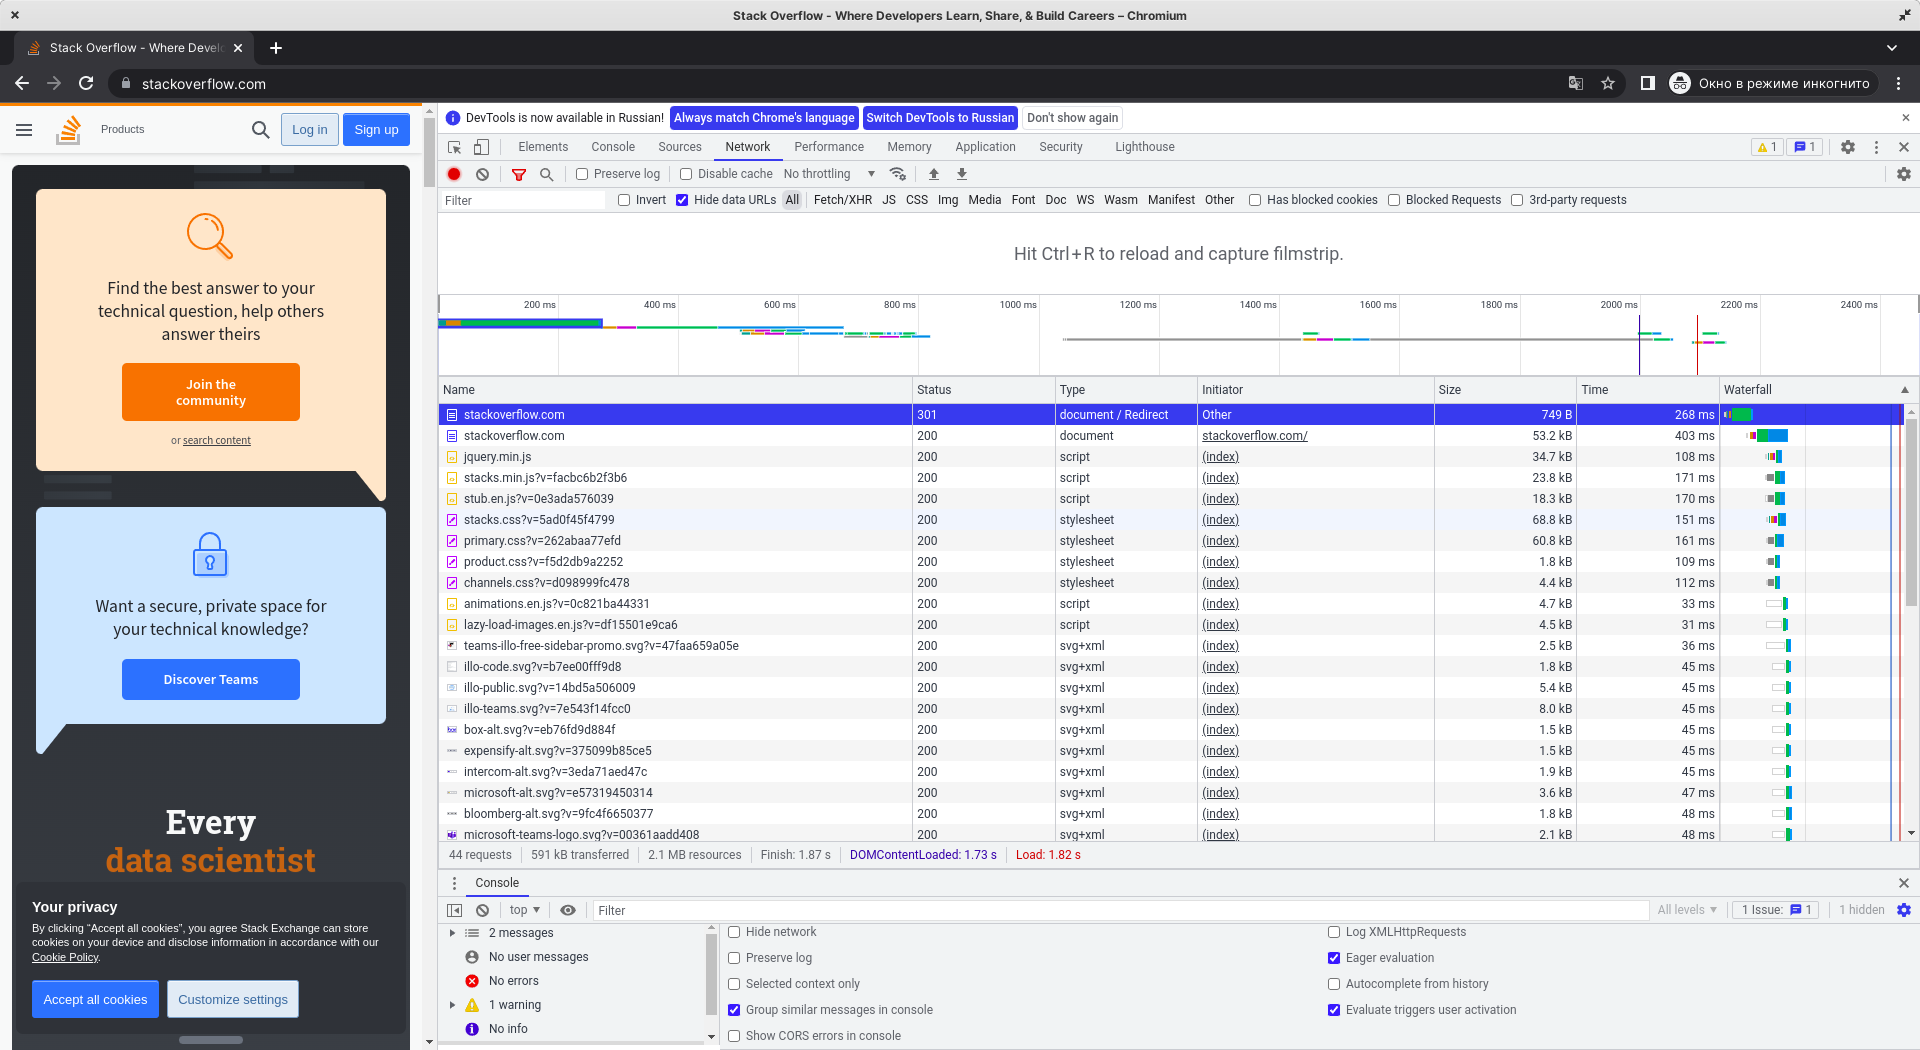 Stack Overflow - Where Developers Learn, Share, & Build Careers – Chromium
Stack Overflow - Where Devel
stackoverflow.com
Окно в режиме инкогнито
Products
Log in
Sign up
Find the best answer to your
technical question, help others
answer theirs
Join the
community
or search content
Want a secure, private space for
your technical knowledge?
Discover Teams
Every
data scientist
Your privacy
By clicking “Accept all cookies”, you agree Stack Exchange can store
cookies on your device and disclose information in accordance with our
Cookie Policy.
Accept all cookies
Customize settings
DevTools is now available in Russian! Always match Chrome's language Switch DevTools to Russian Don't show again
Elements Console Sources Network Performance Memory Application Security Lighthouse 1 1
Preserve log Disable cache No throttling
Filter Invert Hide data URLs All Fetch/XHR JS CSS Img Media Font Doc WS Wasm Manifest Other Has blocked cookies Blocked Requests 3rd-party requests
Hit Ctrl+R to reload and capture filmstrip.
200 ms 400 ms 600 ms 800 ms 1000 ms 1200 ms 1400 ms 1600 ms 1800 ms 2000 ms 2200 ms 2400 ms
Name Status Type Initiator Size Time Waterfall
stackoverflow.com 301 document / Redirect Other 749 B 268 ms
stackoverflow.com 200 document stackoverflow.com/ 53.2 kB 403 ms
jquery.min.js 200 script (index) 34.7 kB 108 ms
stacks.min.js?v=facbc6b2f3b6 200 script (index) 23.8 kB 171 ms
stub.en.js?v=0e3ada576039 200 script (index) 18.3 kB 170 ms
stacks.css?v=5ad0f45f4799 200 stylesheet (index) 68.8 kB 151 ms
primary.css?v=262abaa77efd 200 stylesheet (index) 60.8 kB 161 ms
product.css?v=f5d2db9a2252 200 stylesheet (index) 1.8 kB 109 ms
channels.css?v=d098999fc478 200 stylesheet (index) 4.4 kB 112 ms
animations.en.js?v=0c821ba44331 200 script (index) 4.7 kB 33 ms
lazy-load-images.en.js?v=df15501e9ca6 200 script (index) 4.5 kB 31 ms
teams-illo-free-sidebar-promo.svg?v=47faa659a05e 200 svg+xml (index) 2.5 kB 36 ms
illo-code.svg?v=b7ee00fff9d8 200 svg+xml (index) 1.8 kB 45 ms
illo-public.svg?v=14bd5a506009 200 svg+xml (index) 5.4 kB 45 ms
illo-teams.svg?v=7e543f14fcc0 200 svg+xml (index) 8.0 kB 45 ms
box-alt.svg?v=eb76fd9d884f 200 svg+xml (index) 1.5 kB 45 ms
expensify-alt.svg?v=375099b85ce5 200 svg+xml (index) 1.5 kB 45 ms
intercom-alt.svg?v=3eda71aed47c 200 svg+xml (index) 1.9 kB 45 ms
microsoft-alt.svg?v=e57319450314 200 svg+xml (index) 3.6 kB 47 ms
bloomberg-alt.svg?v=9fc4f6650377 200 svg+xml (index) 1.8 kB 48 ms
microsoft-teams-logo.svg?v=00361aadd408 200 svg+xml (index) 2.1 kB 48 ms
44 requests 591 kB transferred 2.1 MB resources Finish: 1.87 s DOMContentLoaded: 1.73 s Load: 1.82 s
Console
top Filter All levels 1 Issue: 1 1 hidden
2 messages
No user messages
No errors
1 warning
No info
Hide network
Preserve log
Selected context only
Group similar messages in console
Show CORS errors in console
Log XMLHttpRequests
Eager evaluation
Autocomplete from history
Evaluate triggers user activation